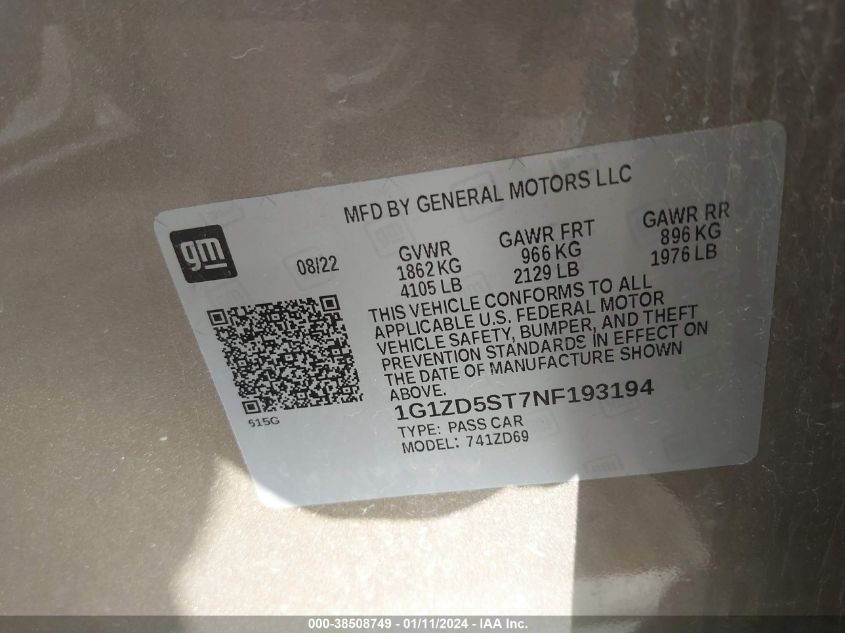 MFD BY GENERAL MOTORS LLC
gm
08/22
GVWR
1862 KG
4105 LB
GAWR FRT
966 KG
2129 LB
GAWR RR
896 KG
1976 LB
THIS VEHICLE CONFORMS TO ALL
APPLICABLE U.S. FEDERAL MOTOR
VEHICLE SAFETY, BUMPER, AND THEFT
PREVENTION STANDARDS IN EFFECT ON
THE DATE OF MANUFACTURE SHOWN
ABOVE.
615G
1G1ZD5ST7NF193194
TYPE: PASS CAR
MODEL: 741ZD69
000-38508749 - 01/11/2024 - IAA Inc.